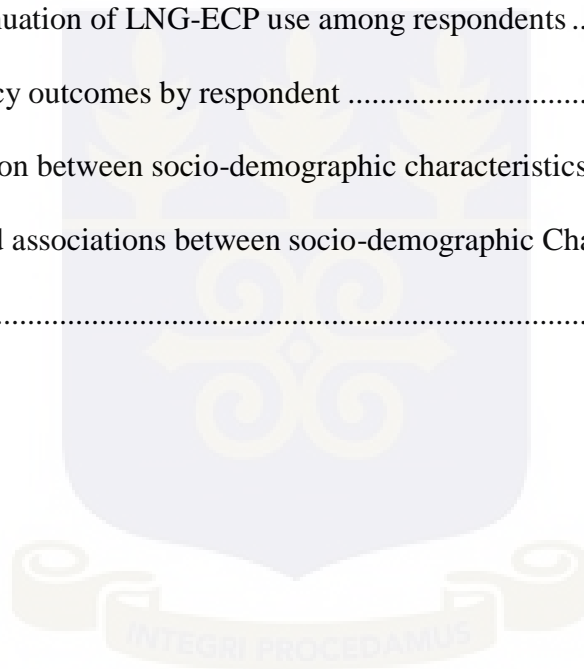 nuation of LNG-ECP use among respondents ..
cy outcomes by respondent .................................
on between socio-demographic characteristics
d associations between socio-demographic Cha
.....................................................................................
INTEGRI PROCEDAMUS